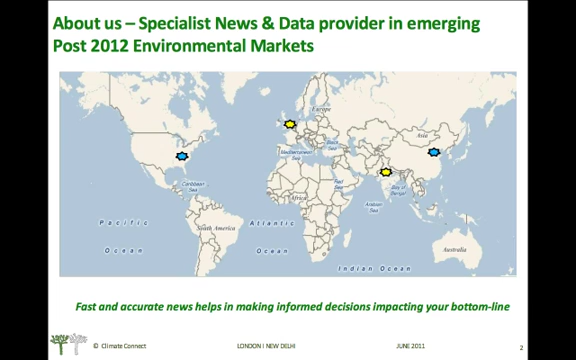 About us – Specialist News & Data provider in emerging
Post 2012 Environmental Markets
Europe
Asia
Mediterranean
Sea
Black
Sea
Caribbean
Sea
Africa
Red
Sea
Arabian
Sea
Bay of
Bengal
Pacific
Ocean
South America
Atlantic
Ocean
Indian Ocean
Australia
Fast and accurate news helps in making informed decisions impacting your bottom-line
© Climate Connect
LONDON I NEW DELHI
JUNE 2011
2